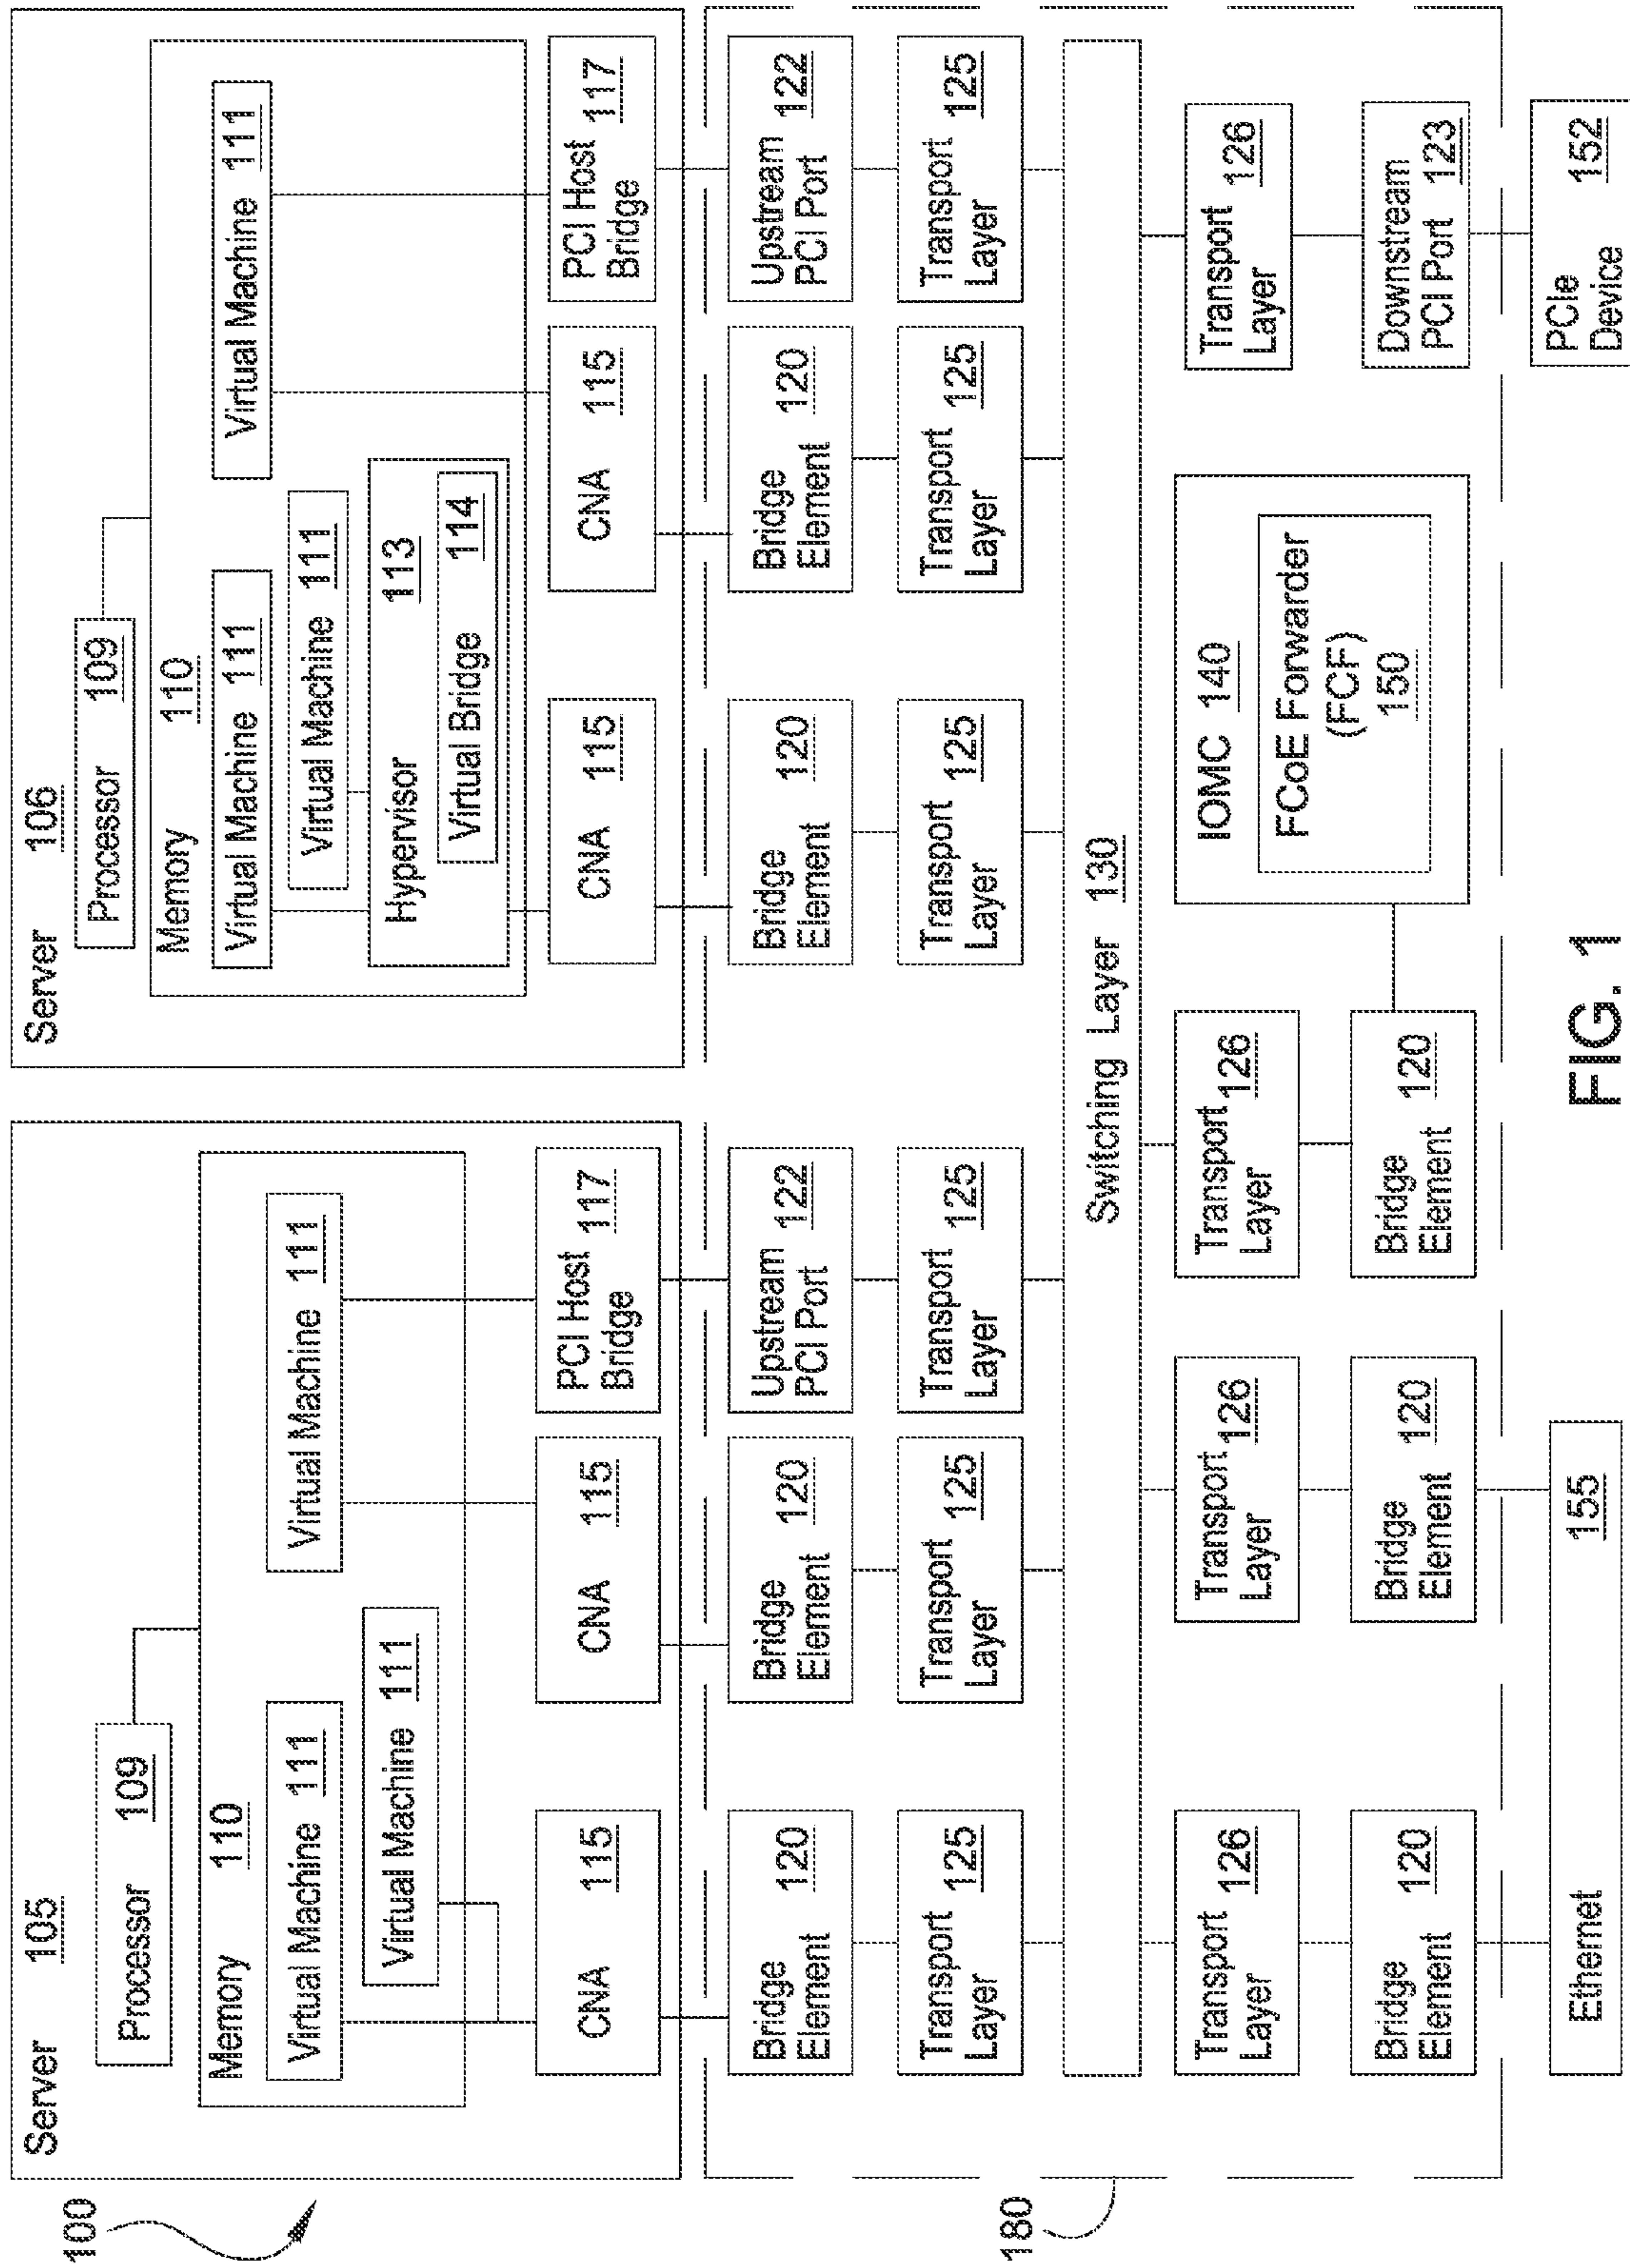 100
Server 105
Processor 109
Memory 110
Virtual Machine 111
Virtual Machine 111
Virtual Machine 111
CNA 115
CNA 115
PCI Host
Bridge 117
Server 106
Processor 109
Memory 110
Virtual Machine 111
Virtual Machine 111
Virtual Machine 111
Hypervisor 113
Virtual Bridge 114
CNA 115
CNA 115
PCI Host
Bridge 117
180
Bridge
Element 120
Bridge
Element 120
Upstream
PCI Port 122
Bridge
Element 120
Bridge
Element 120
Upstream
PCI Port 122
Transport
Layer 125
Transport
Layer 125
Transport
Layer 125
Transport
Layer 125
Transport
Layer 125
Transport
Layer 125
Switching Layer 130
Transport
Layer 126
Transport
Layer 126
Transport
Layer 126
IOMC 140
FCoE Forwarder
(FCF)
150
Transport
Layer 126
Bridge
Element 120
Bridge
Element 120
Bridge
Element 120
Downstream
PCI Port 123
Ethernet 155
PCIe
Device 152
FIG. 1